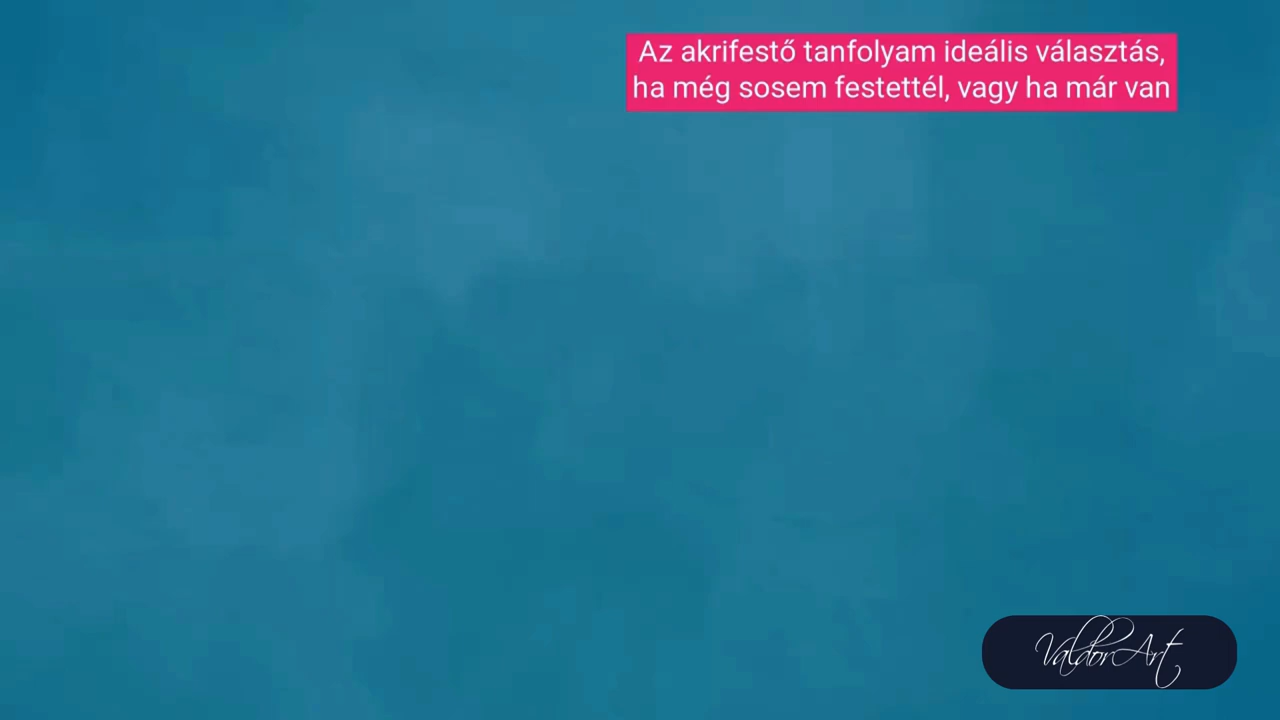 Az akrifestő tanfolyam ideális választás,
ha még sosem festettél, vagy ha már van
ValdorArt